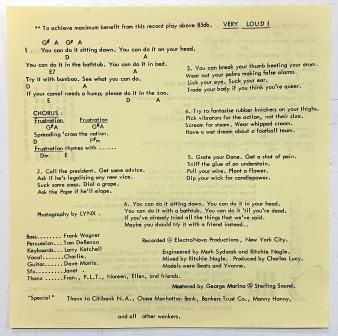 ** To achieve maximum benefit from this record play above 85db. VERY LOUD !
G#A G#A
1. You can do it sitting down. You can do it on your head.
D A
You can do it in the bathtub. You can do it in bed.
E7 A
Try it with bamboo. See what you can do.
D A
If your camel needs a hump, please do it in the zoo.
E D A
CHORUS :
Frustration Frustration
G#A G#A
Spreading 'cross the nation.
D F#m
Frustration rhymes with ......
Dm E
2. Call the president. Get some advice.
Ask if he's legalising any new vice.
Suck some soap. Dial a grope.
Ask the Pope if he'll elope.
3. You can break your thumb beating your drum.
Wear out your palms making false alarms.
Lick your eye, Suck your ear.
Trade your body if you think you're queer.
4. Try to fantasise rubber knickers on your thighs.
Pick vibrators for the action, not their size.
Scream for steam. Wear whipped cream.
Have a wet dream about a football team.
5. Grate your Dane. Get a shot of pain.
Sniff the glue of an understain.
Pull your wire. Plant a flower.
Dip your wick for candlepower.
6. You can do it sitting down. You can do it in your head.
You can do it with a bathtub. You can do it 'til you're dead.
If you've already tried all the things that we've said.
Maybe you should try it with a friend instead...
Photography by LYNX.
Bass........ Frank Wagner
Percussion..... Tom DeRenzo
Keyboards.... Larry Ketchell
Vocal....... Charlie.
Guitar...... Dave Morris.
Sfx......... Janet
Thanx to... Fran., F.L.T., Noreen, Ellen, and friends.
Recorded @ ElectroNova Productions , New York City.
Engineered by Mark Sydorak and Ritchie Nagle.
Mixed by Ritchie Nagle. Produced by Charles Lucy.
Models were Beats and Yvonne.
Mastered by George Marino @ Sterling Sound.
"Special" Thanx to Citibank N.A., Chase Manhattan Bank, Bankers Trust Co., Manny Hanny,
and all other wankers.